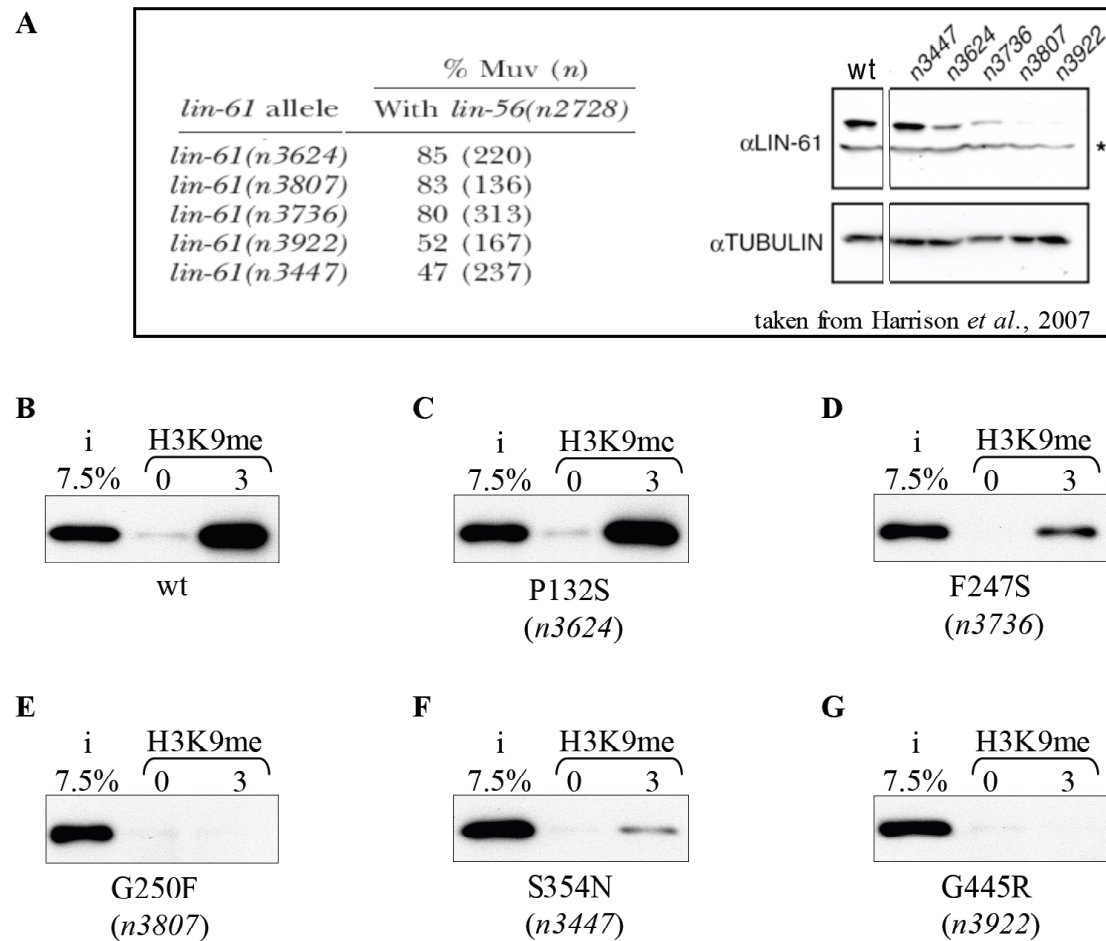 A
% Muv (n)
lin-61 allele With lin-56(n2728)
lin-61(n3624) 85 (220)
lin-61(n3807) 83 (136)
lin-61(n3736) 80 (313)
lin-61(n3922) 52 (167)
lin-61(n3447) 47 (237)
wt n3447 n3624 n3736 n3807 n3922
αLIN-61 *
αTUBULIN
taken from Harrison et al., 2007
B
i H3K9me
7.5% 0 3
wt
C
i H3K9me
7.5% 0 3
P132S
(n3624)
D
i H3K9me
7.5% 0 3
F247S
(n3736)
E
i H3K9me
7.5% 0 3
G250F
(n3807)
F
i H3K9me
7.5% 0 3
S354N
(n3447)
G
i H3K9me
7.5% 0 3
G445R
(n3922)